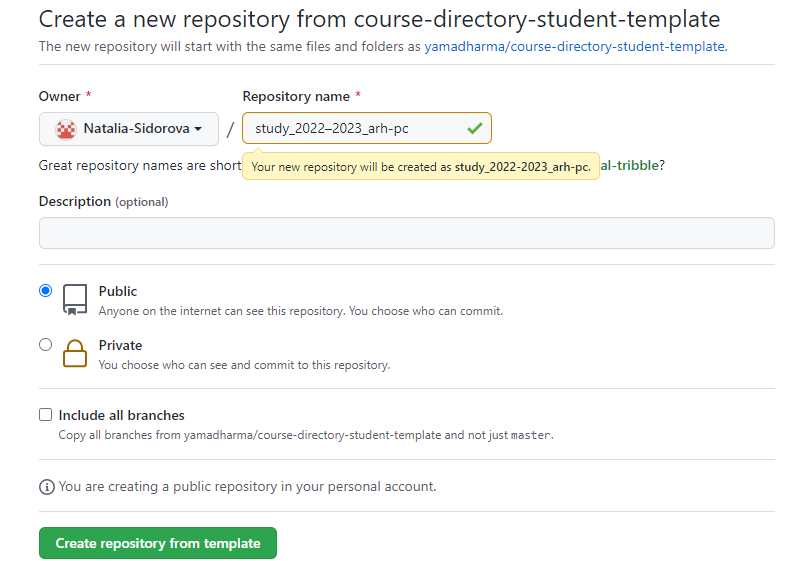 Create a new repository from course-directory-student-template
The new repository will start with the same files and folders as yamadharma/course-directory-student-template.
Owner *
Repository name *
Natalia-Sidorova / study_2022–2023_arh-pc
Great repository names are short al-tribble?
Your new repository will be created as study_2022-2023_arh-pc.
Description (optional)
Public
Anyone on the internet can see this repository. You choose who can commit.
Private
You choose who can see and commit to this repository.
Include all branches
Copy all branches from yamadharma/course-directory-student-template and not just master.
You are creating a public repository in your personal account.
Create repository from template